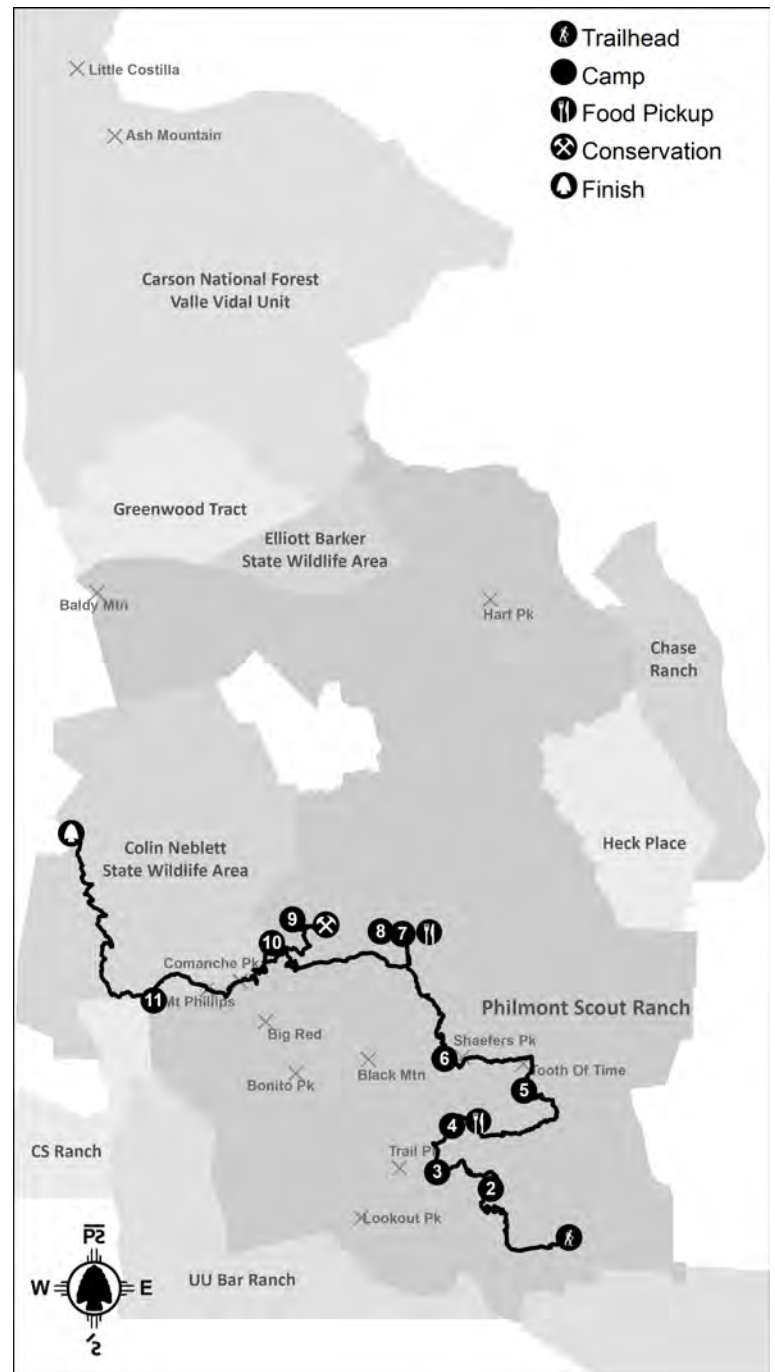 Trailhead
Camp
Food Pickup
Conservation
Finish
Little Costilla
Ash Mountain
Carson National Forest
Valle Vidal Unit
Greenwood Tract
Elliott Barker
State Wildlife Area
Baldy Mtn
Hart Pk
Chase
Ranch
Heck Place
Colin Neblett
State Wildlife Area
9
10
8
7
Comanche Pk
11
Mt Phillips
Philmont Scout Ranch
Big Red
Shaefers Pk
6
Black Mtn
Tooth Of Time
Bonito Pk
5
4
CS Ranch
Trail P
3
2
Lookout Pk
UU Bar Ranch
W
E